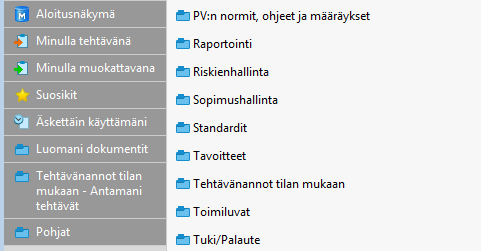 Aloitusnäkymä
Minulla tehtävänä
Minulla muokattavana
Suosikit
Äskettäin käyttämäni
Luomani dokumentit
Tehtävänannot tilan
mukaan - Antamani
tehtävät
Pohjat
PV:n normit, ohjeet ja määräykset
Raportointi
Riskienhallinta
Sopimushallinta
Standardit
Tavoitteet
Tehtävänannot tilan mukaan
Toimiluvat
Tuki/Palaute